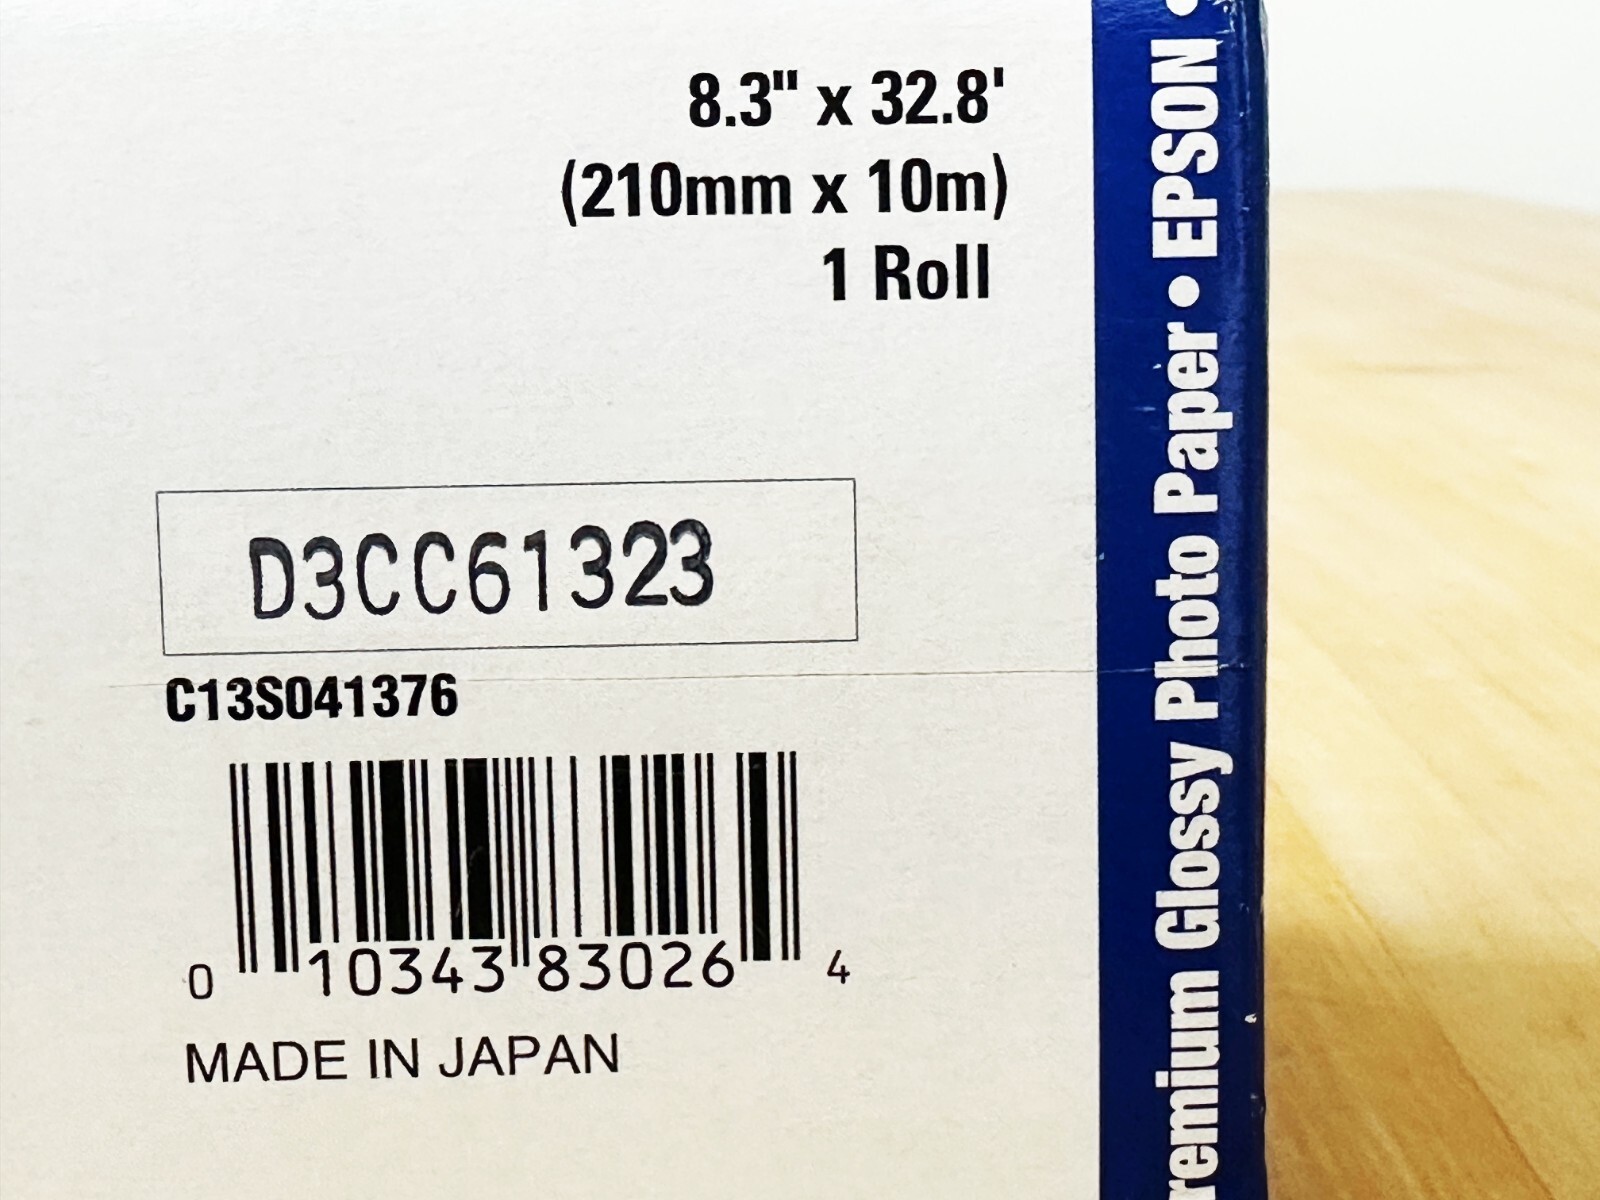 8.3" x 32.8'
(210mm x 10m)
1 Roll
D3CC61323
C13S041376
0 10343 83026 4
MADE IN JAPAN
remium Glossy Photo Paper • EPSON •